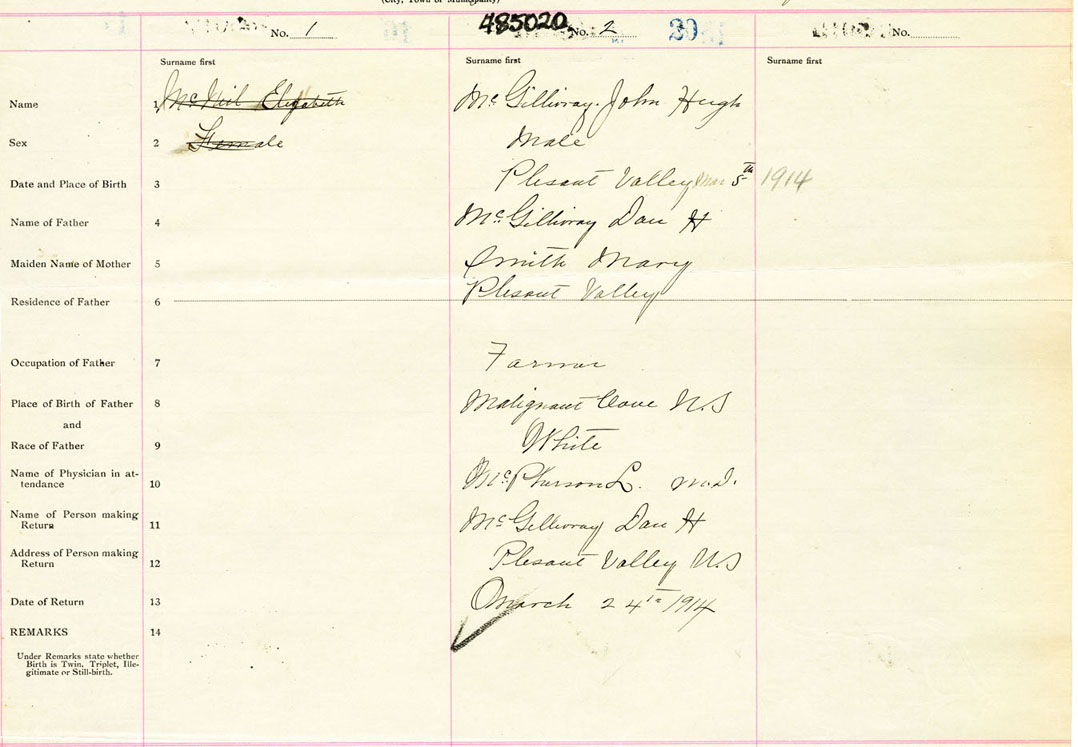 (City, Town or Municipality)
485020
No. 1
No. 2
20
No.
Surname first
Surname first
Surname first
Name 1 McNeil Elizabeth McGillivray. John Hugh
Sex 2 Female Male
Date and Place of Birth 3 Plesant Valley Mar 5th 1914
Name of Father 4 McGillivray Dan H
Maiden Name of Mother 5 Smith Mary
Residence of Father 6 Plesant Valley
Occupation of Father 7 Farmer
Place of Birth of Father 8 Malignant Cove N.S
and
Race of Father 9 White
Name of Physician in at-
tendance 10 McPherson L. M.D.
Name of Person making
Return 11 McGillivray Dan H
Address of Person making
Return 12 Plesant Valley N.S
Date of Return 13 March 24th 1914
REMARKS 14
Under Remarks state whether
Birth is Twin. Triplet, Ille-
gitimate or Still-birth.